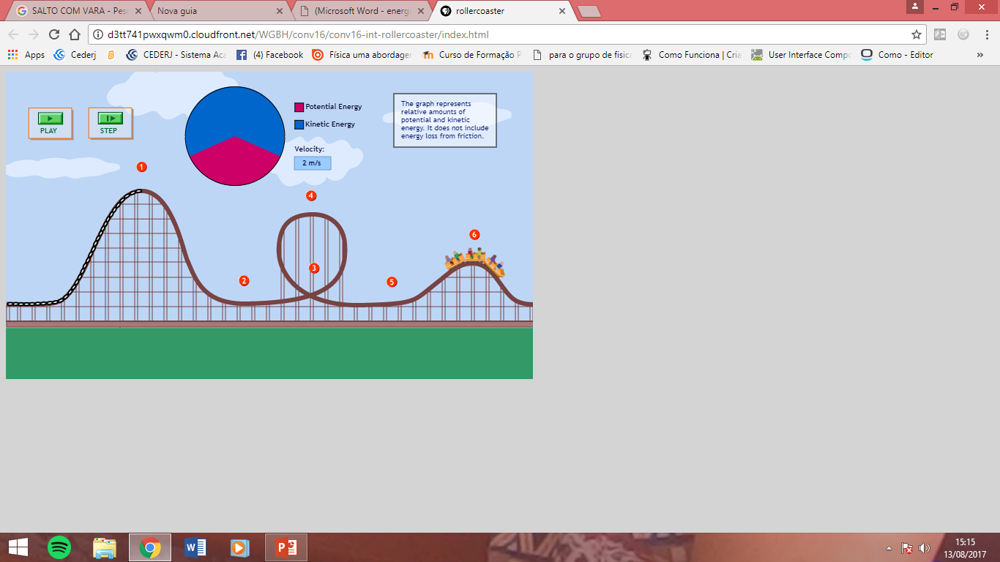 SALTO COM VARA - Pes
Nova guia
(Microsoft Word - energi
rollercoaster
d3tt741pwxqwm0.cloudfront.net/WGBH/conv16/conv16-int-rollercoaster/index.html
Apps
Cederj
CEDERJ - Sistema Aca
(4) Facebook
Física uma abordage
Curso de Formação P
para o grupo de fisica
Como Funciona | Cria
User Interface Compo
Como - Editor
»
PLAY
STEP
Potential Energy
Kinetic Energy
Velocity:
2 m/s
The graph represents
relative amounts of
potential and kinetic
energy. It does not include
energy loss from friction.
1
4
6
3
2
5
15:15
13/08/2017